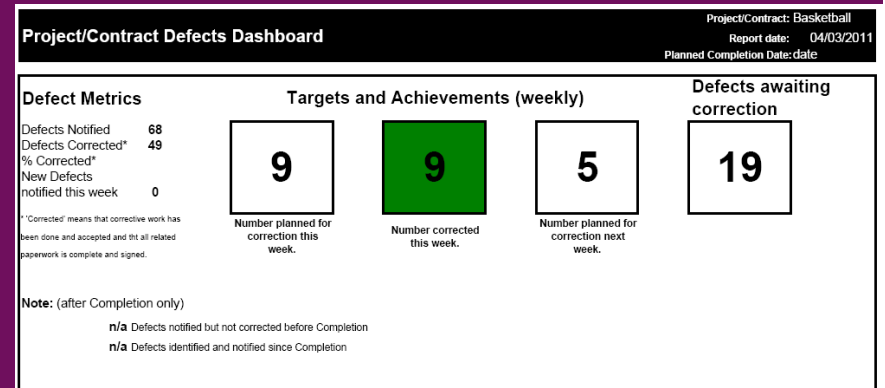 Project/Contract Defects Dashboard
Project/Contract: Basketball
Report date: 04/03/2011
Planned Completion Date: date
Defect Metrics
Defects Notified 68
Defects Corrected* 49
% Corrected*
New Defects
notified this week 0
* 'Corrected' means that corrective work has
been done and accepted and tht all related
paperwork is complete and signed.
Targets and Achievements (weekly)
9
Number planned for
correction this
week.
9
Number corrected
this week.
5
Number planned for
correction next
week.
Defects awaiting
correction
19
Note: (after Completion only)
n/a Defects notified but not corrected before Completion
n/a Defects identified and notified since Completion